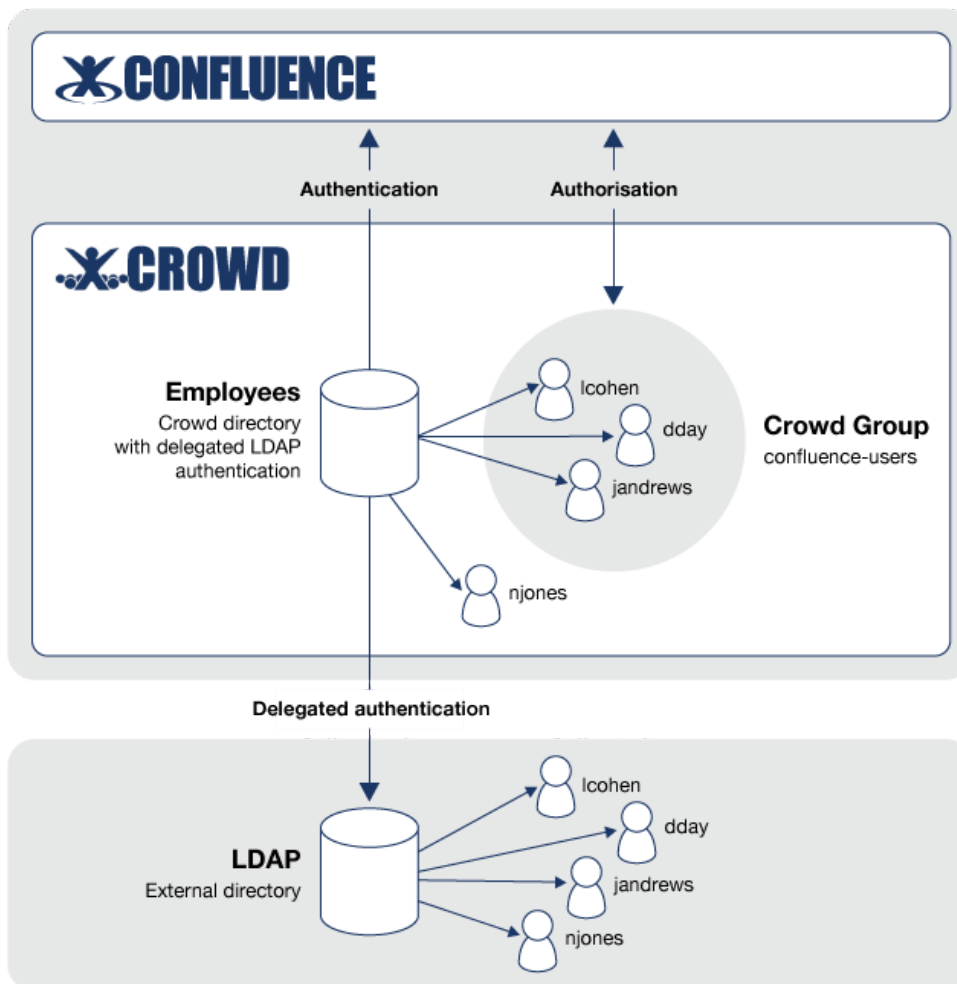 CONFLUENCE
Authentication
Authorisation
CROWD
Employees
Crowd directory
with delegated LDAP
authentication
lcohen
dday
jandrews
Crowd Group
confluence-users
njones
Delegated authentication
LDAP
External directory
lcohen
dday
jandrews
njones